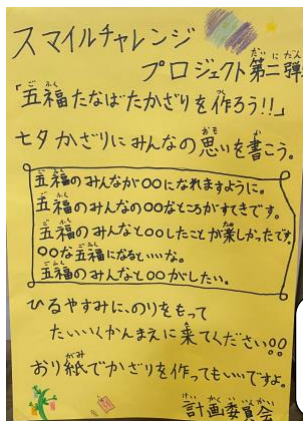 スマイルチャレンジ
プロジェクト第二弾
「五福たなばたかざりを作ろう!!」
七夕かざりにみんなの思いを書こう。
五福のみんなが○○になれますように。
五福のみんなの○○なところがすてきです。
五福のみんなと○○したことが楽しかったです。
○○な五福になるといいな。
五福のみんなと○○がしたい。
ひるやすみに、のりをもって
たいいくかんまえに来てください!!
おり紙でかざりを作ってもいいですよ。
計画委員会